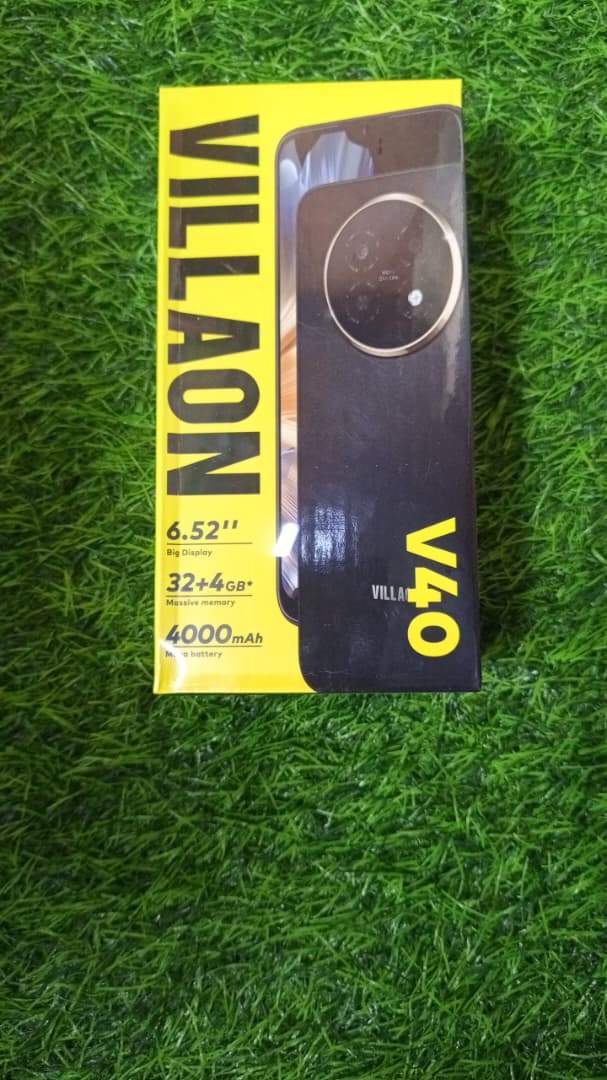 VILLAON
6.52''
Big Display
32+4GB*
Massive memory
4000mAh
battery
V40